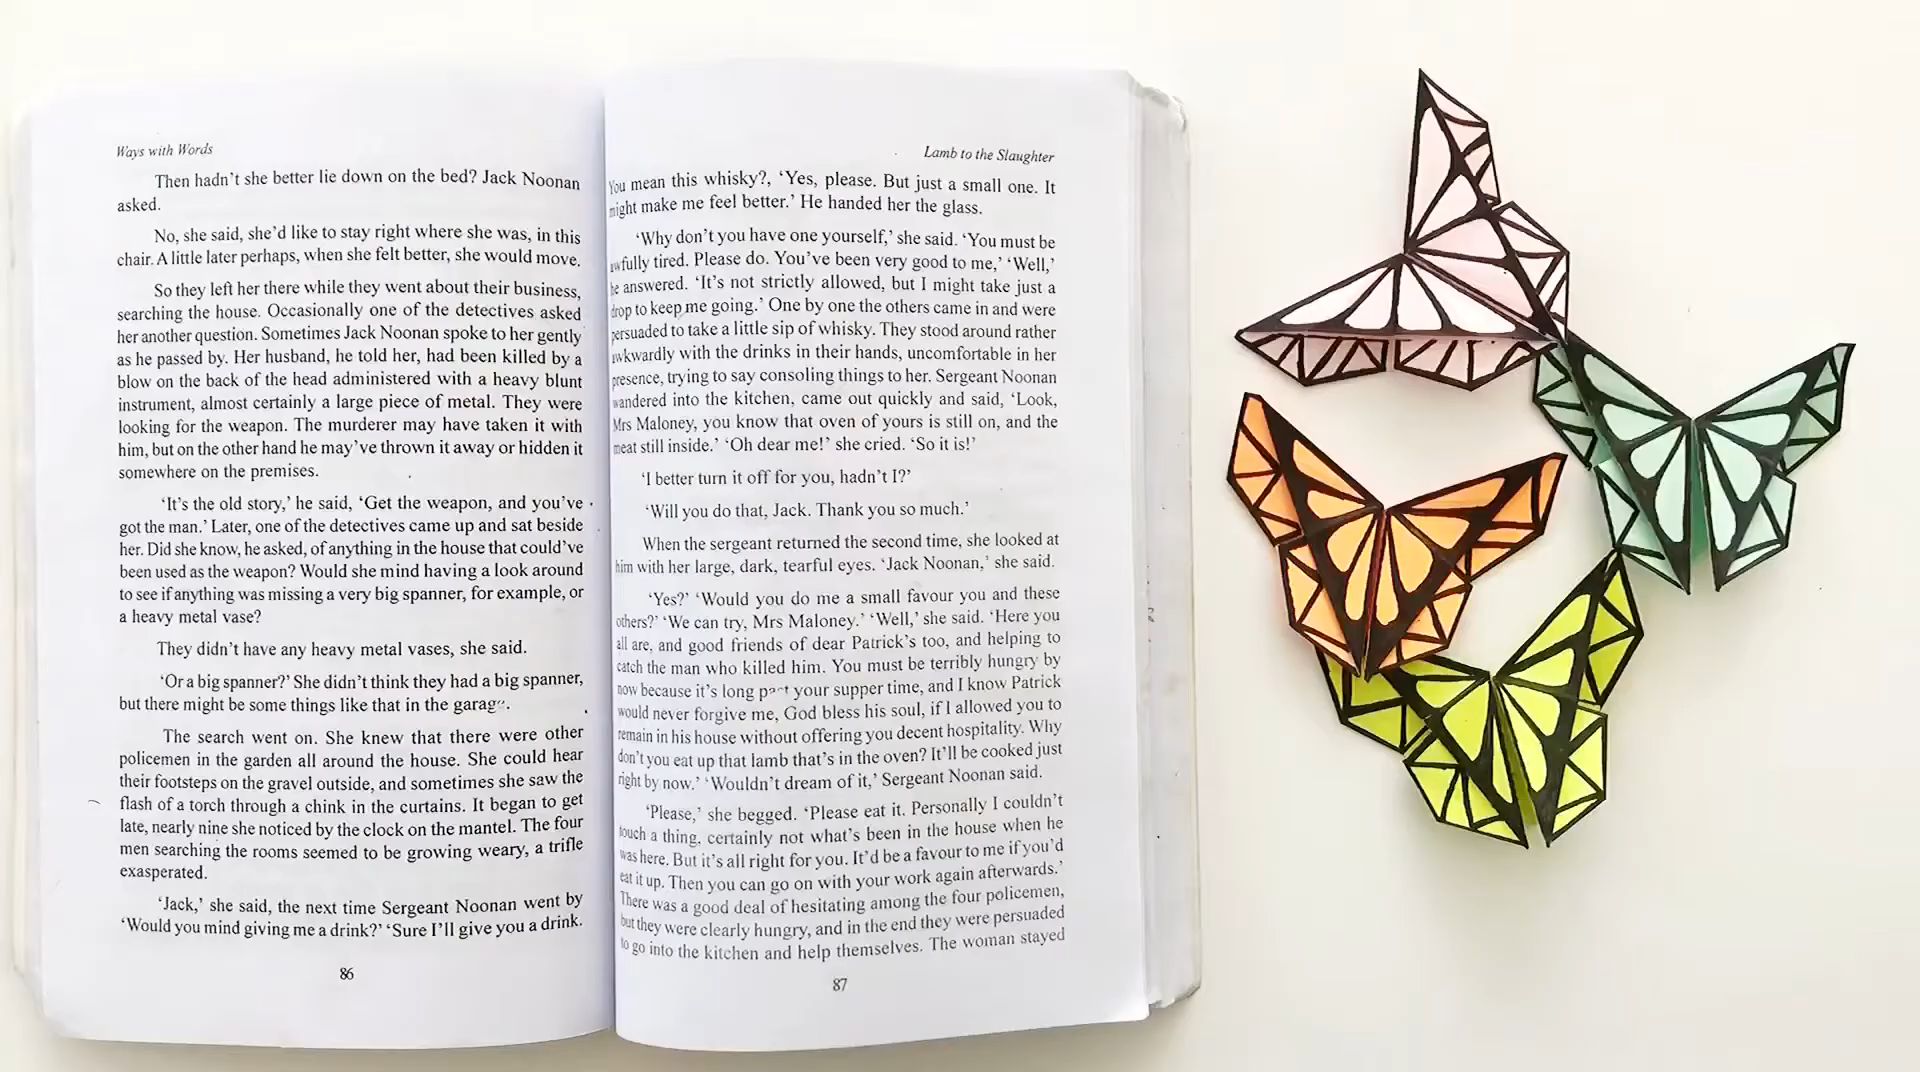 Ways with Words
Then hadn't she better lie down on the bed? Jack Noonan
asked.
No, she said, she'd like to stay right where she was, in this
chair. A little later perhaps, when she felt better, she would move.
So they left her there while they went about their business,
searching the house. Occasionally one of the detectives asked
her another question. Sometimes Jack Noonan spoke to her gently
as he passed by. Her husband, he told her, had been killed by a
blow on the back of the head administered with a heavy blunt
instrument, almost certainly a large piece of metal. They were
looking for the weapon. The murderer may have taken it with
him, but on the other hand he may've thrown it away or hidden it
somewhere on the premises.
'It's the old story,' he said, 'Get the weapon, and you've
got the man.' Later, one of the detectives came up and sat beside
her. Did she know, he asked, of anything in the house that could've
been used as the weapon? Would she mind having a look around
to see if anything was missing a very big spanner, for example, or
a heavy metal vase?
They didn't have any heavy metal vases, she said.
'Or a big spanner?' She didn't think they had a big spanner,
but there might be some things like that in the garage.
The search went on. She knew that there were other
policemen in the garden all around the house. She could hear
their footsteps on the gravel outside, and sometimes she saw the
flash of a torch through a chink in the curtains. It began to get
late, nearly nine she noticed by the clock on the mantel. The four
men searching the rooms seemed to be growing weary, a trifle
exasperated.
'Jack,' she said, the next time Sergeant Noonan went by
'Would you mind giving me a drink?' 'Sure I'll give you a drink.
86
Lamb to the Slaughter
You mean this whisky?, 'Yes, please. But just a small one. It
might make me feel better.' He handed her the glass.
'Why don't you have one yourself,' she said. 'You must be
awfully tired. Please do. You've been very good to me,' 'Well,'
he answered. 'It's not strictly allowed, but I might take just a
drop to keep me going.' One by one the others came in and were
persuaded to take a little sip of whisky. They stood around rather
awkwardly with the drinks in their hands, uncomfortable in her
presence, trying to say consoling things to her. Sergeant Noonan
wandered into the kitchen, came out quickly and said, 'Look,
Mrs Maloney, you know that oven of yours is still on, and the
meat still inside.' 'Oh dear me!' she cried. 'So it is!'
'I better turn it off for you, hadn't I?'
'Will you do that, Jack. Thank you so much.'
When the sergeant returned the second time, she looked at
him with her large, dark, tearful eyes. 'Jack Noonan,' she said.
'Yes?' 'Would you do me a small favour you and these
others?' 'We can try, Mrs Maloney.' 'Well,' she said. 'Here you
all are, and good friends of dear Patrick's too, and helping to
catch the man who killed him. You must be terribly hungry by
now because it's long past your supper time, and I know Patrick
would never forgive me, God bless his soul, if I allowed you to
remain in his house without offering you decent hospitality. Why
don't you eat up that lamb that's in the oven? It'll be cooked just
right by now.' 'Wouldn't dream of it,' Sergeant Noonan said.
'Please,' she begged. 'Please eat it. Personally I couldn't
touch a thing, certainly not what's been in the house when he
was here. But it's all right for you. It'd be a favour to me if you'd
eat it up. Then you can go on with your work again afterwards.'
There was a good deal of hesitating among the four policemen,
but they were clearly hungry, and in the end they were persuaded
to go into the kitchen and help themselves. The woman stayed
87